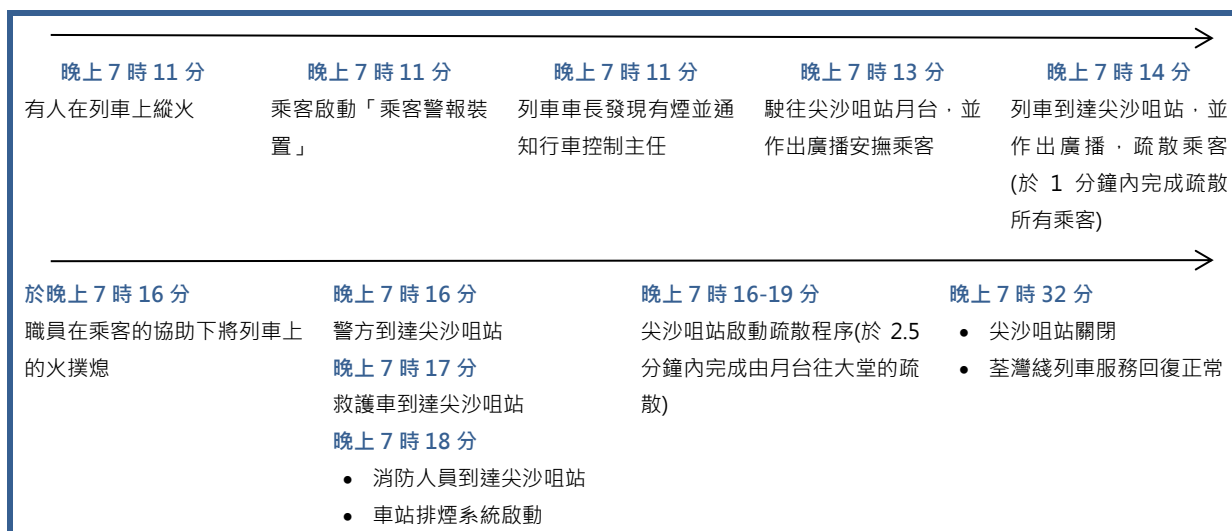 晚上 7 時 11 分
有人在列車上縱火
晚上 7 時 11 分
乘客啟動「乘客警報裝
置」
晚上 7 時 11 分
列車車長發現有煙並通
知行車控制主任
晚上 7 時 13 分
駛往尖沙咀站月台，並
作出廣播安撫乘客
晚上 7 時 14 分
列車到達尖沙咀站，並
作出廣播，疏散乘客
(於 1 分鐘內完成疏散
所有乘客)
於晚上 7 時 16 分
職員在乘客的協助下將列車上
的火撲熄
晚上 7 時 16 分
警方到達尖沙咀站
晚上 7 時 17 分
救護車到達尖沙咀站
晚上 7 時 18 分
• 消防人員到達尖沙咀站
• 車站排煙系統啟動
晚上 7 時 16-19 分
尖沙咀站啟動疏散程序(於 2.5
分鐘內完成由月台往大堂的疏
散)
晚上 7 時 32 分
• 尖沙咀站關閉
• 荃灣綫列車服務回復正常